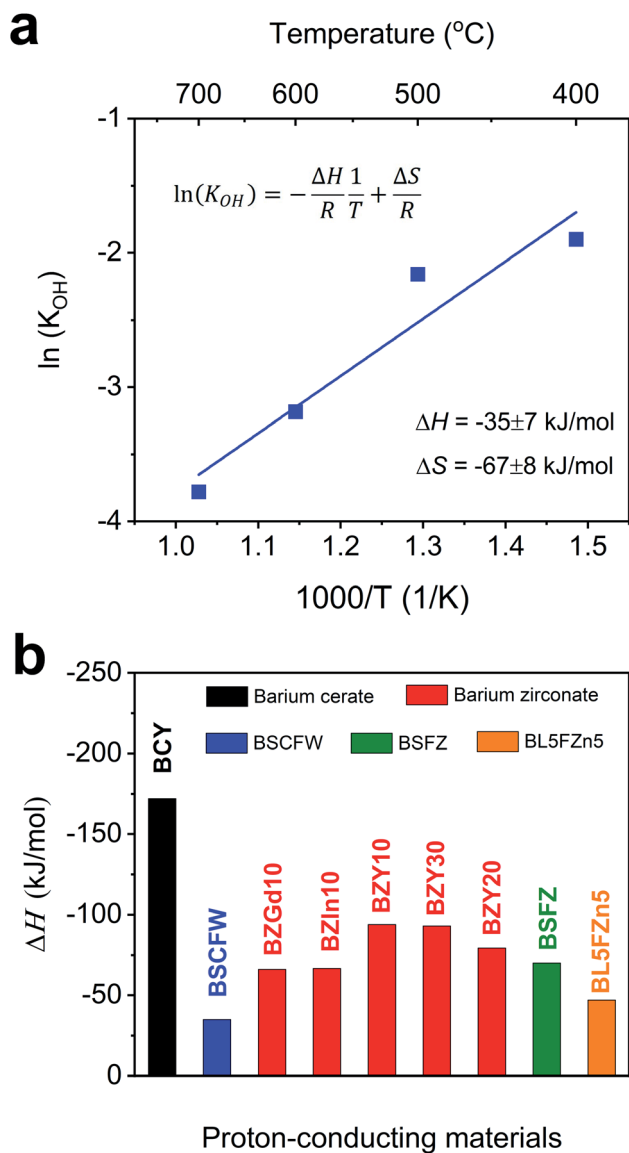 a
Temperature (°C)
700 600 500 400
-1
-2
-3
-4
ln (K_OH)
ln(K_OH) = −ΔH/R 1/T + ΔS/R
ΔH = -35±7 kJ/mol
ΔS = -67±8 kJ/mol
1.0 1.1 1.2 1.3 1.4 1.5
1000/T (1/K)
b
-250
-200
-150
-100
-50
0
ΔH (kJ/mol)
Barium cerate Barium zirconate
BSCFW BSFZ BL5FZn5
BCY
BSCFW
BZGd10
BZIn10
BZY10
BZY30
BZY20
BSFZ
BL5FZn5
Proton-conducting materials